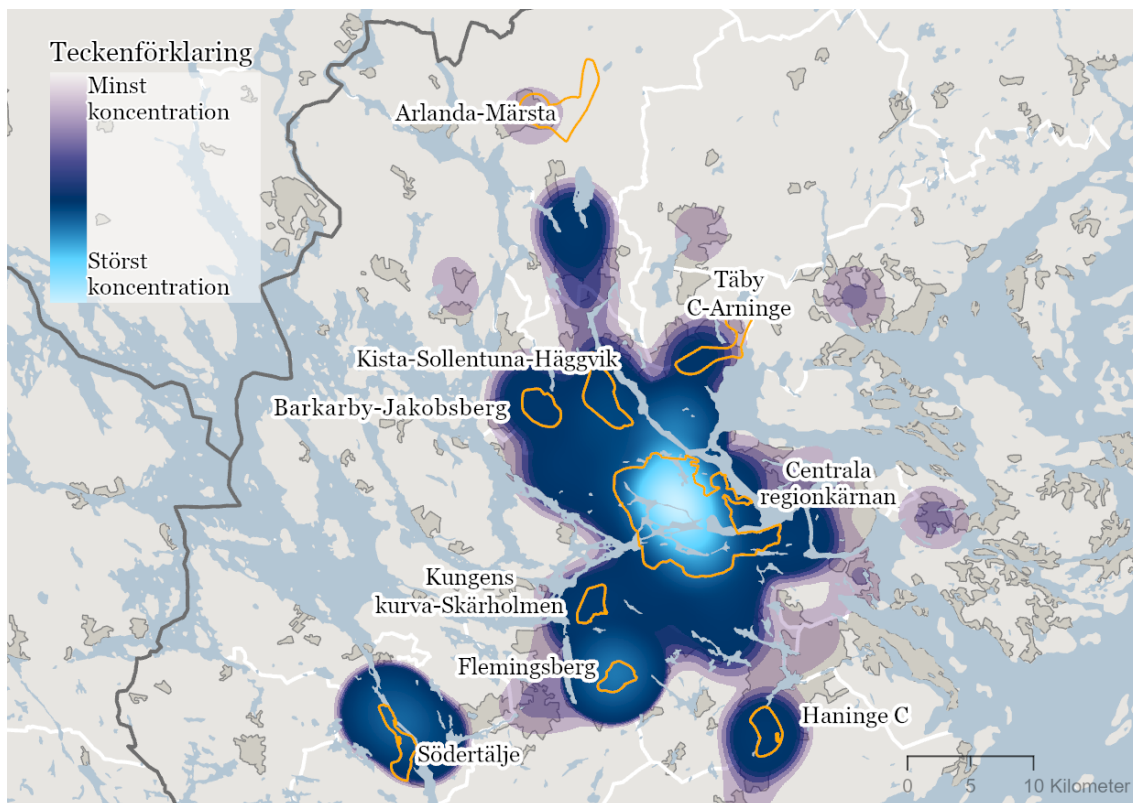 Teckenförklaring
Minst
koncentration
Störst
koncentration
Arlanda-Märsta
Täby
C-Arninge
Kista-Sollentuna-Häggvik
Barkarby-Jakobsberg
Centrala
regionkärnan
Kungens
kurva-Skärholmen
Flemingsberg
Haninge C
Södertälje
0 5 10 Kilometer